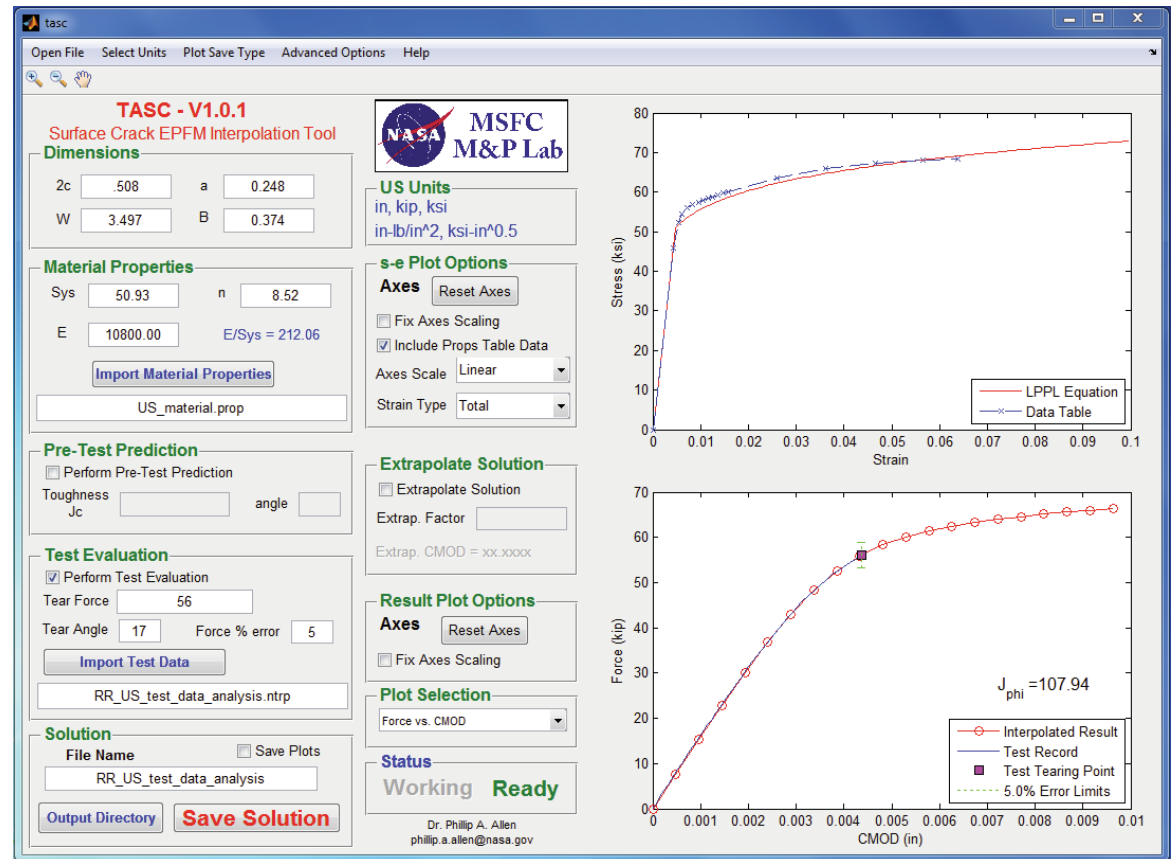 tasc
Open File Select Units Plot Save Type Advanced Options Help
TASC - V1.0.1
Surface Crack EPFM Interpolation Tool
Dimensions
2c .508 a 0.248
W 3.497 B 0.374
Material Properties
Sys 50.93 n 8.52
E 10800.00 E/Sys = 212.06
Import Material Properties
US_material.prop
Pre-Test Prediction
Perform Pre-Test Prediction
Toughness
Jc
angle
Test Evaluation
Perform Test Evaluation
Tear Force 56
Tear Angle 17 Force % error 5
Import Test Data
RR_US_test_data_analysis.ntrp
Solution
File Name Save Plots
RR_US_test_data_analysis
Output Directory Save Solution
NASA
MSFC
M&P Lab
US Units
in, kip, ksi
in-lb/in^2, ksi-in^0.5
s-e Plot Options
Axes Reset Axes
Fix Axes Scaling
Include Props Table Data
Axes Scale Linear
Strain Type Total
Extrapolate Solution
Extrapolate Solution
Extrap. Factor
Extrap. CMOD = xx.xxxx
Result Plot Options
Axes Reset Axes
Fix Axes Scaling
Plot Selection
Force vs. CMOD
Status
Working Ready
Dr. Phillip A. Allen
phillip.a.allen@nasa.gov
80
70
60
50
40
30
20
10
0
Stress (ksi)
LPPL Equation
Data Table
0 0.01 0.02 0.03 0.04 0.05 0.06 0.07 0.08 0.09 0.1
Strain
70
60
50
40
30
20
10
0
Force (kip)
J_phi =107.94
Interpolated Result
Test Record
Test Tearing Point
5.0% Error Limits
0 0.001 0.002 0.003 0.004 0.005 0.006 0.007 0.008 0.009 0.01
CMOD (in)